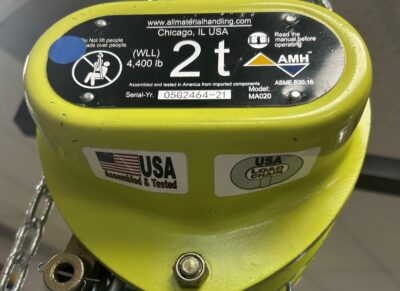 www.allmaterialhandling.com
Chicago, IL USA
Do not lift people
loads over people
(WLL)
4,400 lb
2 t
Read the
manual before
operating
AMH
ASME B30.16
Assembled and tested in America from imported components
Serial-Yr. 05G2464-21
Model:
MA020
USA
Assembled & Tested
USA
LOAD
CHAIN